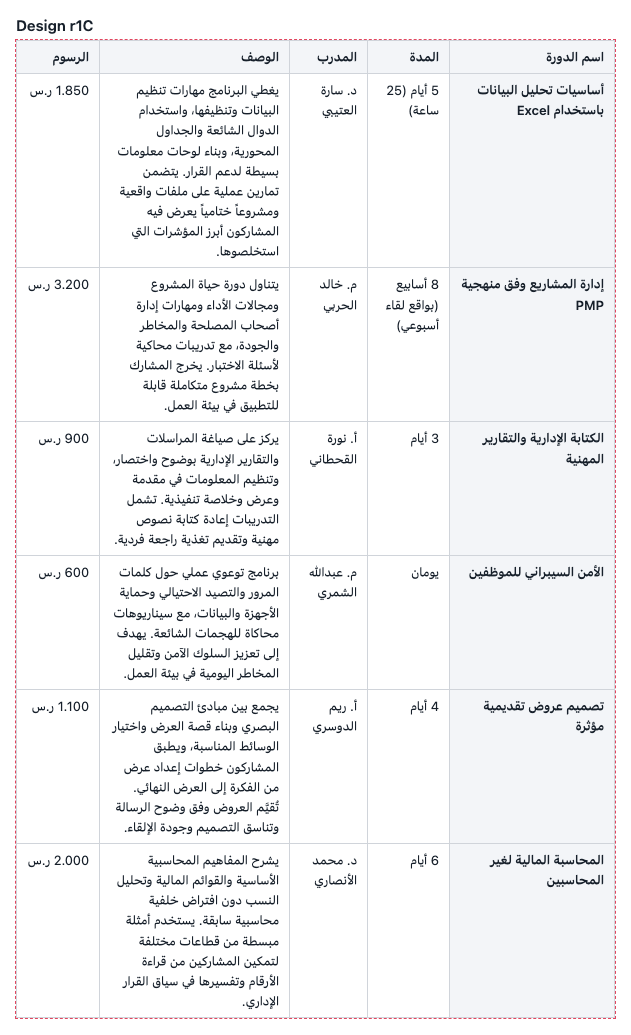 Design r1C
اسم الدورة
المدة
المدرب
الوصف
الرسوم
أساسيات تحليل البيانات
باستخدام Excel
5 أيام (25
ساعة)
د. سارة
العتيبي
يغطي البرنامج مهارات تنظيم
البيانات وتنظيفها، واستخدام
الدوال الشائعة والجداول
المحورية، وبناء لوحات معلومات
بسيطة لدعم القرار. يتضمن
تمارين عملية على ملفات واقعية
ومشروعاً ختامياً يعرض فيه
المشاركون أبرز المؤشرات التي
استخلصوها.
1.850 ر.س
إدارة المشاريع وفق منهجية
PMP
8 أسابيع
(بواقع لقاء
أسبوعي)
م. خالد
الحربي
يتناول دورة حياة المشروع
ومجالات الأداء ومهارات إدارة
أصحاب المصلحة والمخاطر
والجودة، مع تدريبات محاكية
لأسئلة الاختبار. يخرج المشارك
بخطة مشروع متكاملة قابلة
للتطبيق في بيئة العمل.
3.200 ر.س
الكتابة الإدارية والتقارير
المهنية
3 أيام
أ. نورة
القحطاني
يركز على صياغة المراسلات
والتقارير الإدارية بوضوح واختصار،
وتنظيم المعلومات في مقدمة
وعرض وخلاصة تنفيذية. تشمل
التدريبات إعادة كتابة نصوص
مهنية وتقديم تغذية راجعة فردية.
900 ر.س
الأمن السيبراني للموظفين
يومان
م. عبدالله
الشمري
برنامج توعوي عملي حول كلمات
المرور والتصيد الاحتيالي وحماية
الأجهزة والبيانات، مع سيناريوهات
محاكاة للهجمات الشائعة. يهدف
إلى تعزيز السلوك الآمن وتقليل
المخاطر اليومية في بيئة العمل.
600 ر.س
تصميم عروض تقديمية
مؤثرة
4 أيام
أ. ريم
الدوسري
يجمع بين مبادئ التصميم
البصري وبناء قصة العرض واختيار
الوسائط المناسبة، ويطبق
المشاركون خطوات إعداد عرض
من الفكرة إلى العرض النهائي.
تُقيَّم العروض وفق وضوح الرسالة
وتناسق التصميم وجودة الإلقاء.
1.100 ر.س
المحاسبة المالية لغير
المحاسبين
6 أيام
د. محمد
الأنصاري
يشرح المفاهيم المحاسبية
الأساسية والقوائم المالية وتحليل
النسب دون افتراض خلفية
محاسبية سابقة. يستخدم أمثلة
مبسطة من قطاعات مختلفة
لتمكين المشاركين من قراءة
الأرقام وتفسيرها في سياق القرار
الإداري.
2.000 ر.س